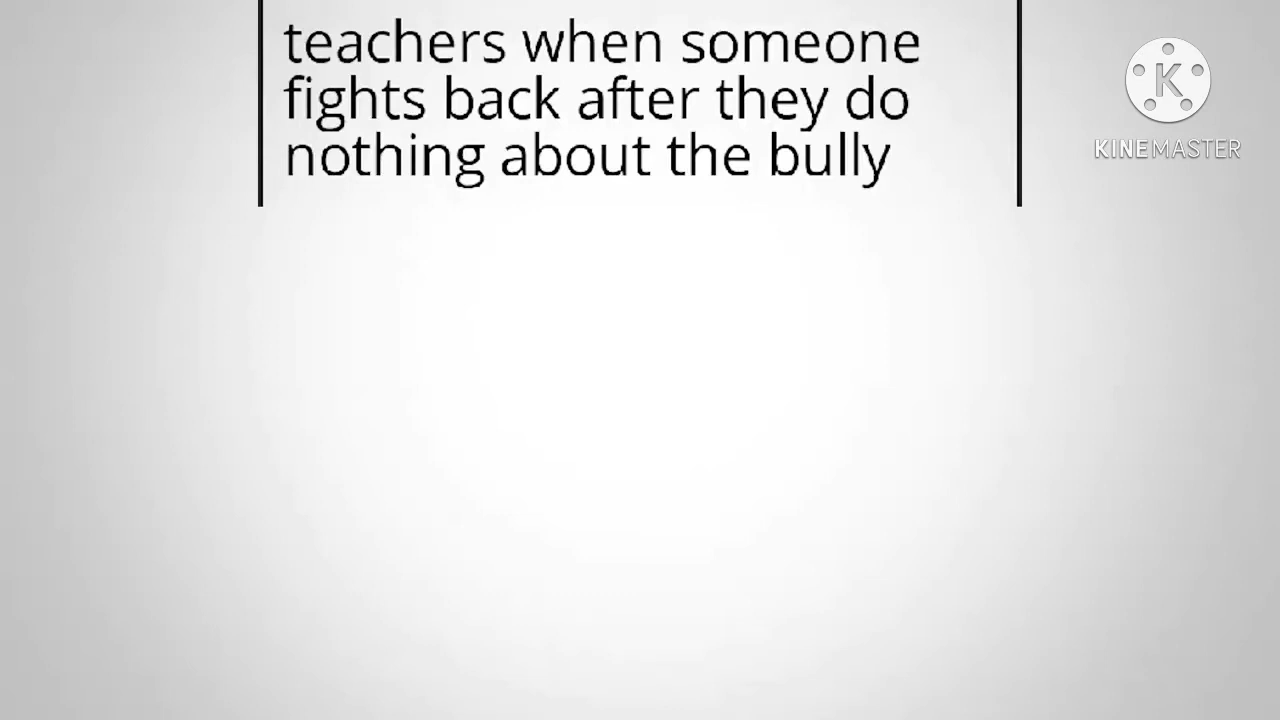 teachers when someone
fights back after they do
nothing about the bully
K
KINEMASTER